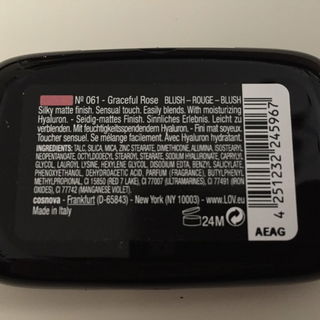 Nº 061 - Graceful Rose BLUSH – ROUGE – BLUSH
Silky matte finish. Sensual touch. Easily blends. With moisturizing
Hyaluron. - Seidig-mattes Finish. Sinnliches Erlebnis. Leicht zu
verblenden. Mit feuchtigkeitsspendendem Hyaluron - Fini mat soyeux.
Toucher sensuel. Se mélange facilement. Avec Hyaluron hydratant.
INGREDIENTS: TALC, SILICA, MICA, ZINC STEARATE, DIMETHICONE, ALUMINA, ISOSTEARYL
NEOPENTANOATE, OCTYLDODECYL STEAROYL STEARATE, SODIUM HYALURONATE, CAPRYLYL
GLYCOL, LAUROYL LYSINE, HEXYLENE GLYCOL, DISODIUM EDTA, BHT, TOCOPHEROL,
PHENOXYETHANOL, DEHYDROACETIC ACID, PARFUM (FRAGRANCE), BUTYLPHENYL
METHYLPROPIONAL, CI 15850 (RED 7 LAKE), CI 77007 (ULTRAMARINES), CI 77491 (IRON
OXIDES), CI 77742 (MANGANESE VIOLET).
cosnova - Frankfurt (D-65843) - New York (NY 10003) - www.LOV.eu
Made in Italy
24M
AEAG
4 251232 245967